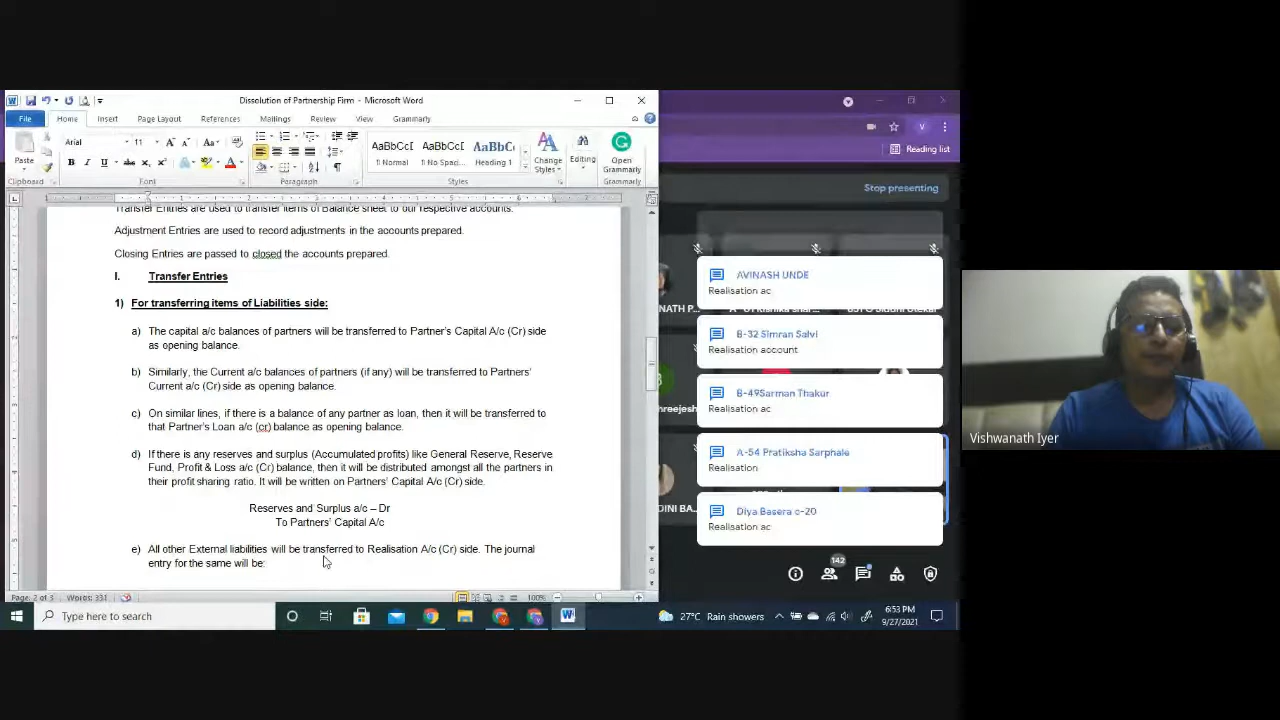 Dissolution of Partnership Firm - Microsoft Word
File Home Insert Page Layout References Mailings Review View Grammarly
Arial 11
Paste
AaBbCcI AaBbCcI AaBbC
¶ Normal ¶ No Spaci... Heading 1
Change Styles
Editing
Open Grammarly
Clipboard Font Paragraph Styles Grammarly
Reading list
Stop presenting
Transfer Entries are used to transfer items of Balance sheet to our respective accounts.
Adjustment Entries are used to record adjustments in the accounts prepared.
Closing Entries are passed to closed the accounts prepared.
I. Transfer Entries
1) For transferring items of Liabilities side:
a) The capital a/c balances of partners will be transferred to Partner's Capital A/c (Cr) side
as opening balance.
b) Similarly, the Current a/c balances of partners (if any) will be transferred to Partners'
Current a/c (Cr) side as opening balance.
c) On similar lines, if there is a balance of any partner as loan, then it will be transferred to
that Partner's Loan a/c (cr) balance as opening balance.
d) If there is any reserves and surplus (Accumulated profits) like General Reserve, Reserve
Fund, Profit & Loss a/c (Cr) balance, then it will be distributed amongst all the partners in
their profit sharing ratio. It will be written on Partners' Capital A/c (Cr) side.
Reserves and Surplus a/c – Dr
To Partners' Capital A/c
e) All other External liabilities will be transferred to Realisation A/c (Cr) side. The journal
entry for the same will be:
Page: 2 of 3 Words: 331 100%
AVINASH UNDE
Realisation ac
B-32 Simran Salvi
Realisation account
B-49Sarman Thakur
Realisation ac
A-54 Pratiksha Sarphale
Realisation
Diya Basera c-20
Realisation ac
142
Type here to search
27°C Rain showers
6:53 PM
9/27/2021
Vishwanath Iyer